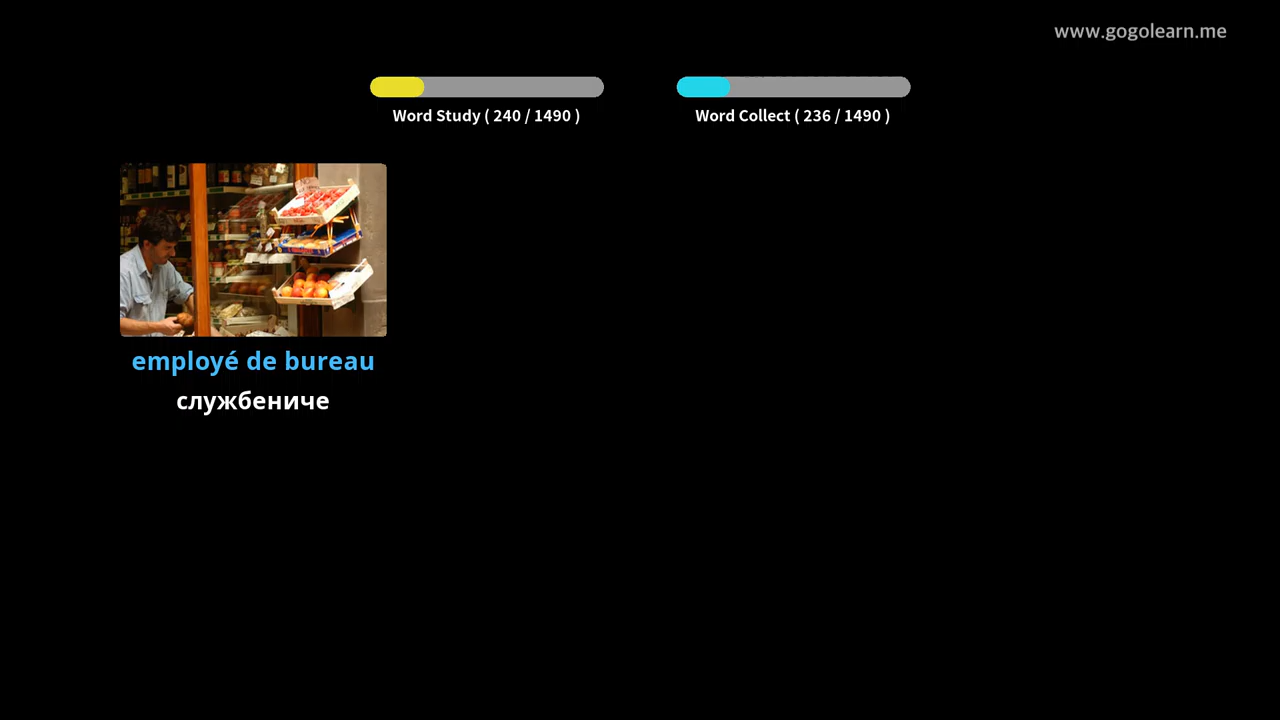 www.gogolearn.me
Word Study ( 240 / 1490 )
Word Collect ( 236 / 1490 )
employé de bureau
службениче